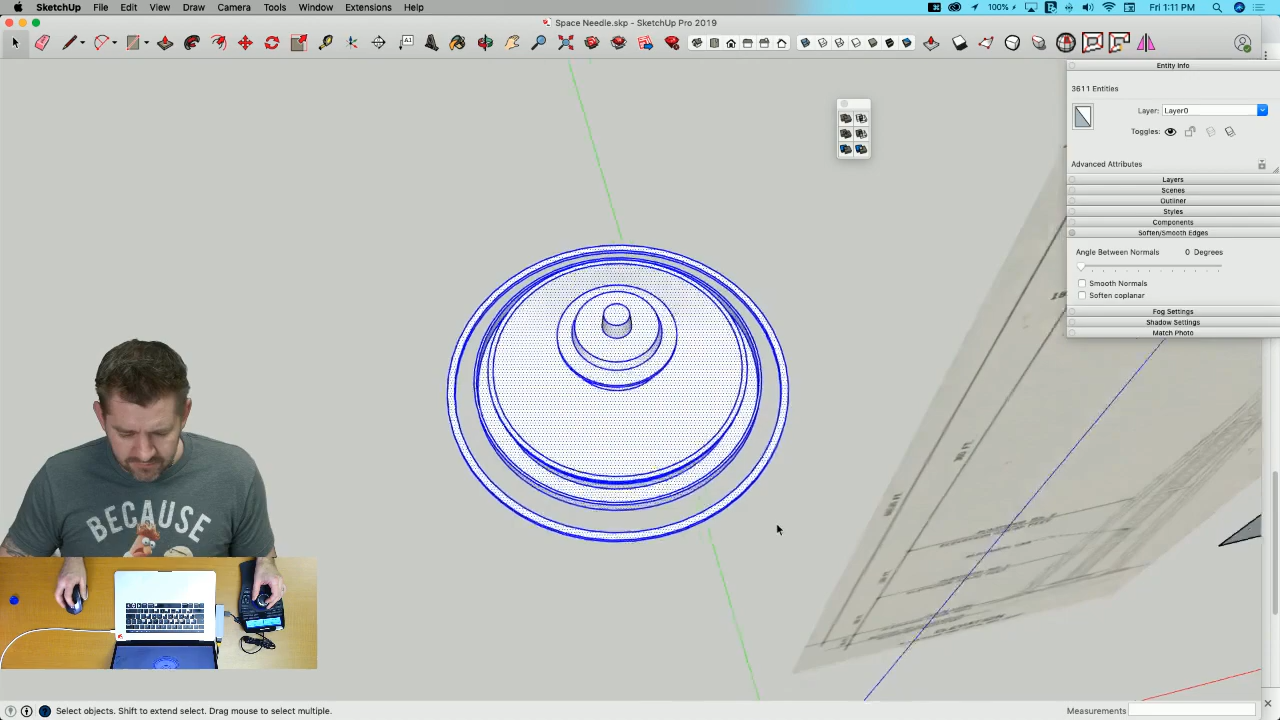 SketchUp File Edit View Camera Draw Tools Window Extensions Help
100% Fri 1:11 PM
Space Needle.skp - SketchUp Pro 2019
Entity Info
3611 Entities
Layer: Layer0
Toggles:
Advanced Attributes
Layers
Scenes
Outliner
Styles
Components
Soften/Smooth Edges
Angle Between Normals 0 Degrees
Smooth Normals
Soften coplanar
Fog Settings
Shadow Settings
Match Photo
BECAUSE
Select objects. Shift to extend select. Drag mouse to select multiple.
Measurements